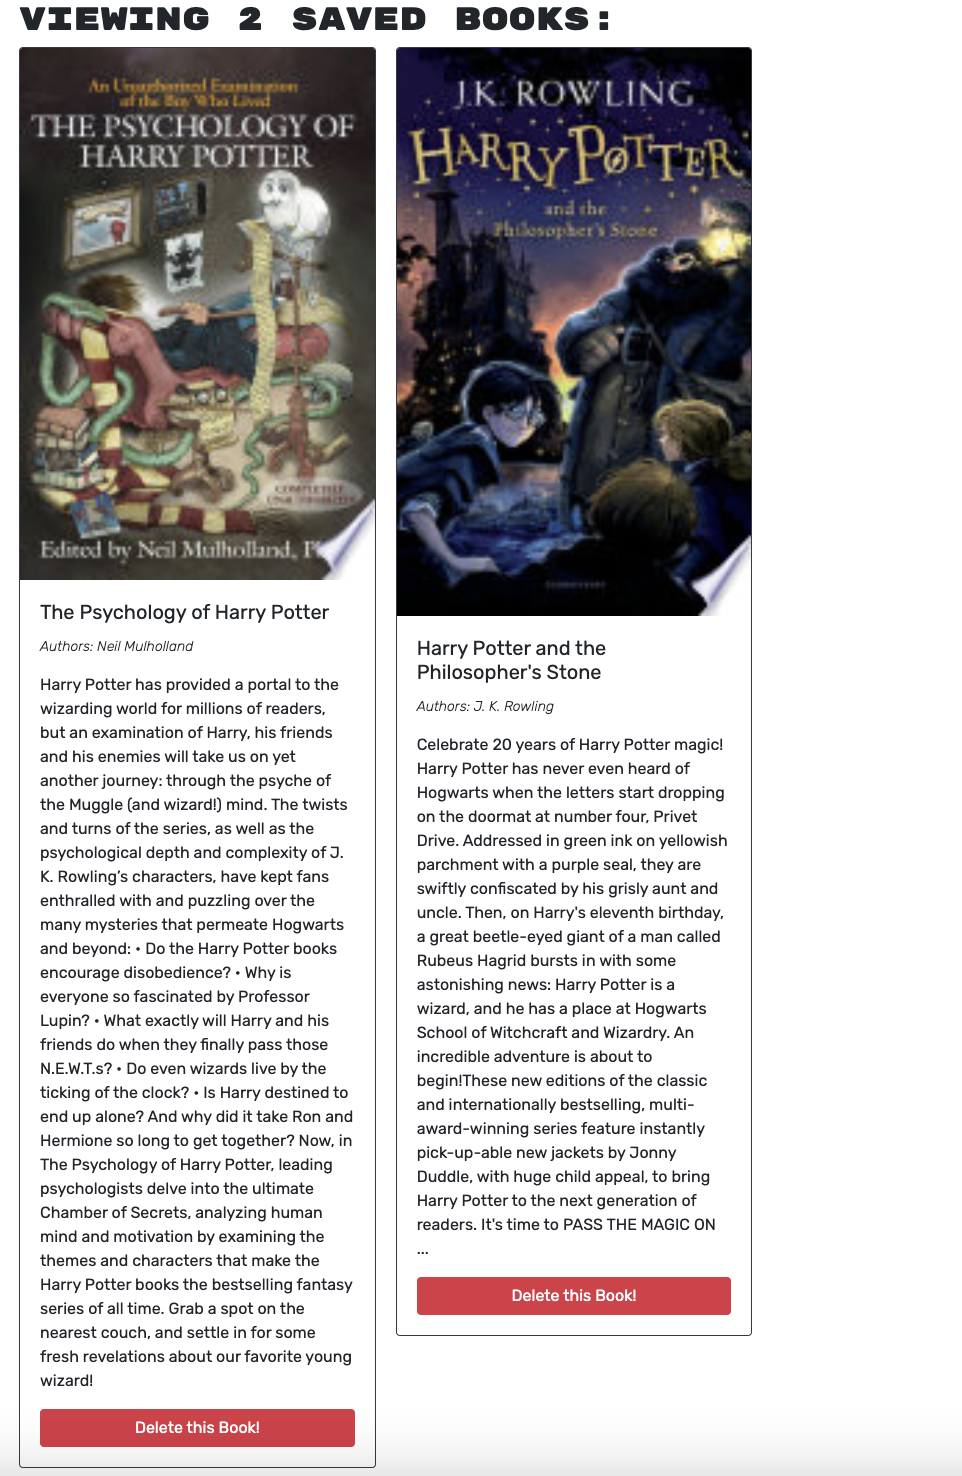 VIEWING 2 SAVED BOOKS:
An Unauthorized Examination
of the Boy Who Lived
THE PSYCHOLOGY OF
HARRY POTTER
COMPLETELY
UNAUTHORIZED
Edited by Neil Mulholland, P
The Psychology of Harry Potter
Authors: Neil Mulholland
Harry Potter has provided a portal to the
wizarding world for millions of readers,
but an examination of Harry, his friends
and his enemies will take us on yet
another journey: through the psyche of
the Muggle (and wizard!) mind. The twists
and turns of the series, as well as the
psychological depth and complexity of J.
K. Rowling’s characters, have kept fans
enthralled with and puzzling over the
many mysteries that permeate Hogwarts
and beyond: • Do the Harry Potter books
encourage disobedience? • Why is
everyone so fascinated by Professor
Lupin? • What exactly will Harry and his
friends do when they finally pass those
N.E.W.T.s? • Do even wizards live by the
ticking of the clock? • Is Harry destined to
end up alone? And why did it take Ron and
Hermione so long to get together? Now, in
The Psychology of Harry Potter, leading
psychologists delve into the ultimate
Chamber of Secrets, analyzing human
mind and motivation by examining the
themes and characters that make the
Harry Potter books the bestselling fantasy
series of all time. Grab a spot on the
nearest couch, and settle in for some
fresh revelations about our favorite young
wizard!
Delete this Book!
J.K. ROWLING
HARRY POTTER
and the
Philosopher's Stone
Harry Potter and the
Philosopher's Stone
Authors: J. K. Rowling
Celebrate 20 years of Harry Potter magic!
Harry Potter has never even heard of
Hogwarts when the letters start dropping
on the doormat at number four, Privet
Drive. Addressed in green ink on yellowish
parchment with a purple seal, they are
swiftly confiscated by his grisly aunt and
uncle. Then, on Harry's eleventh birthday,
a great beetle-eyed giant of a man called
Rubeus Hagrid bursts in with some
astonishing news: Harry Potter is a
wizard, and he has a place at Hogwarts
School of Witchcraft and Wizardry. An
incredible adventure is about to
begin!These new editions of the classic
and internationally bestselling, multi-
award-winning series feature instantly
pick-up-able new jackets by Jonny
Duddle, with huge child appeal, to bring
Harry Potter to the next generation of
readers. It's time to PASS THE MAGIC ON
...
Delete this Book!